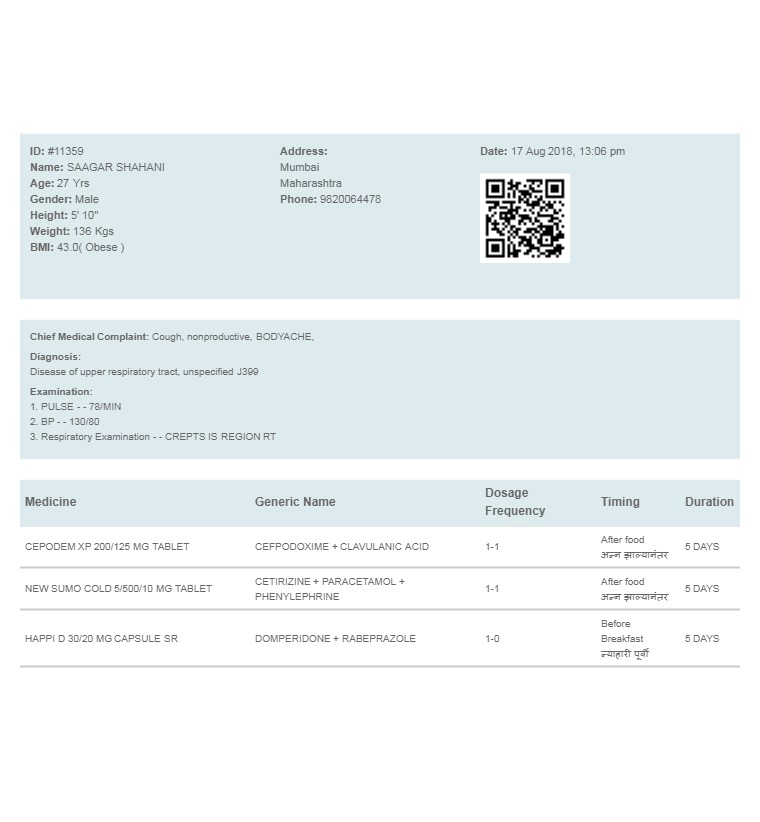 ID: #11359
Name: SAAGAR SHAHANI
Age: 27 Yrs
Gender: Male
Height: 5' 10"
Weight: 136 Kgs
BMI: 43.0( Obese )
Address:
Mumbai
Maharashtra
Phone: 9820064478
Date: 17 Aug 2018, 13:06 pm
Chief Medical Complaint: Cough, nonproductive, BODYACHE,
Diagnosis:
Disease of upper respiratory tract, unspecified J399
Examination:
1. PULSE - - 78/MIN
2. BP - - 130/80
3. Respiratory Examination - - CREPTS IS REGION RT
Medicine Generic Name Dosage Frequency Timing Duration
CEPODEM XP 200/125 MG TABLET CEFPODOXIME + CLAVULANIC ACID 1-1 After food अन्न झाल्यानंतर 5 DAYS
NEW SUMO COLD 5/500/10 MG TABLET CETIRIZINE + PARACETAMOL + PHENYLEPHRINE 1-1 After food अन्न झाल्यानंतर 5 DAYS
HAPPI D 30/20 MG CAPSULE SR DOMPERIDONE + RABEPRAZOLE 1-0 Before Breakfast न्याहारी पूर्वी 5 DAYS